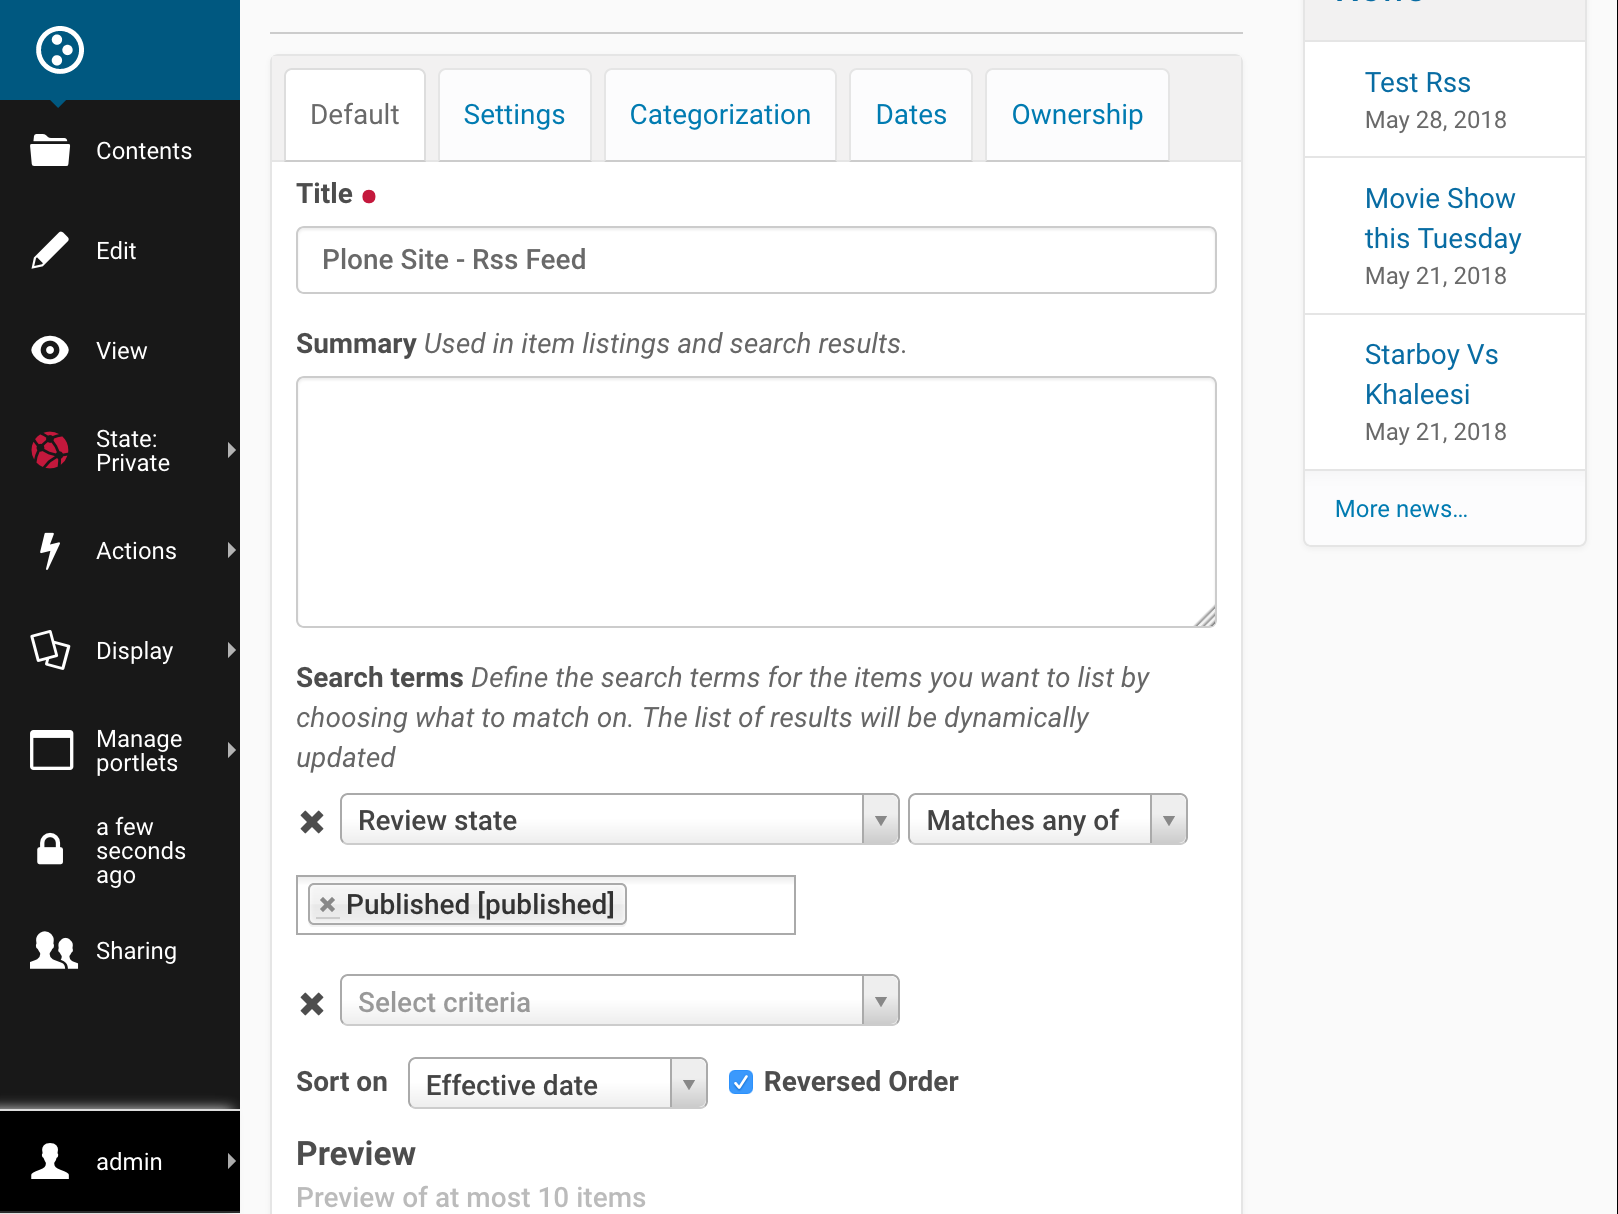 Contents
Edit
View
State:
Private
Actions
Display
Manage
portlets
a few
seconds
ago
Sharing
admin
Default
Settings
Categorization
Dates
Ownership
Title
Plone Site - Rss Feed
Summary Used in item listings and search results.
Search terms Define the search terms for the items you want to list by
choosing what to match on. The list of results will be dynamically
updated
Review state
Matches any of
Published [published]
Select criteria
Sort on
Effective date
Reversed Order
Preview
Preview of at most 10 items
Test Rss
May 28, 2018
Movie Show
this Tuesday
May 21, 2018
Starboy Vs
Khaleesi
May 21, 2018
More news...